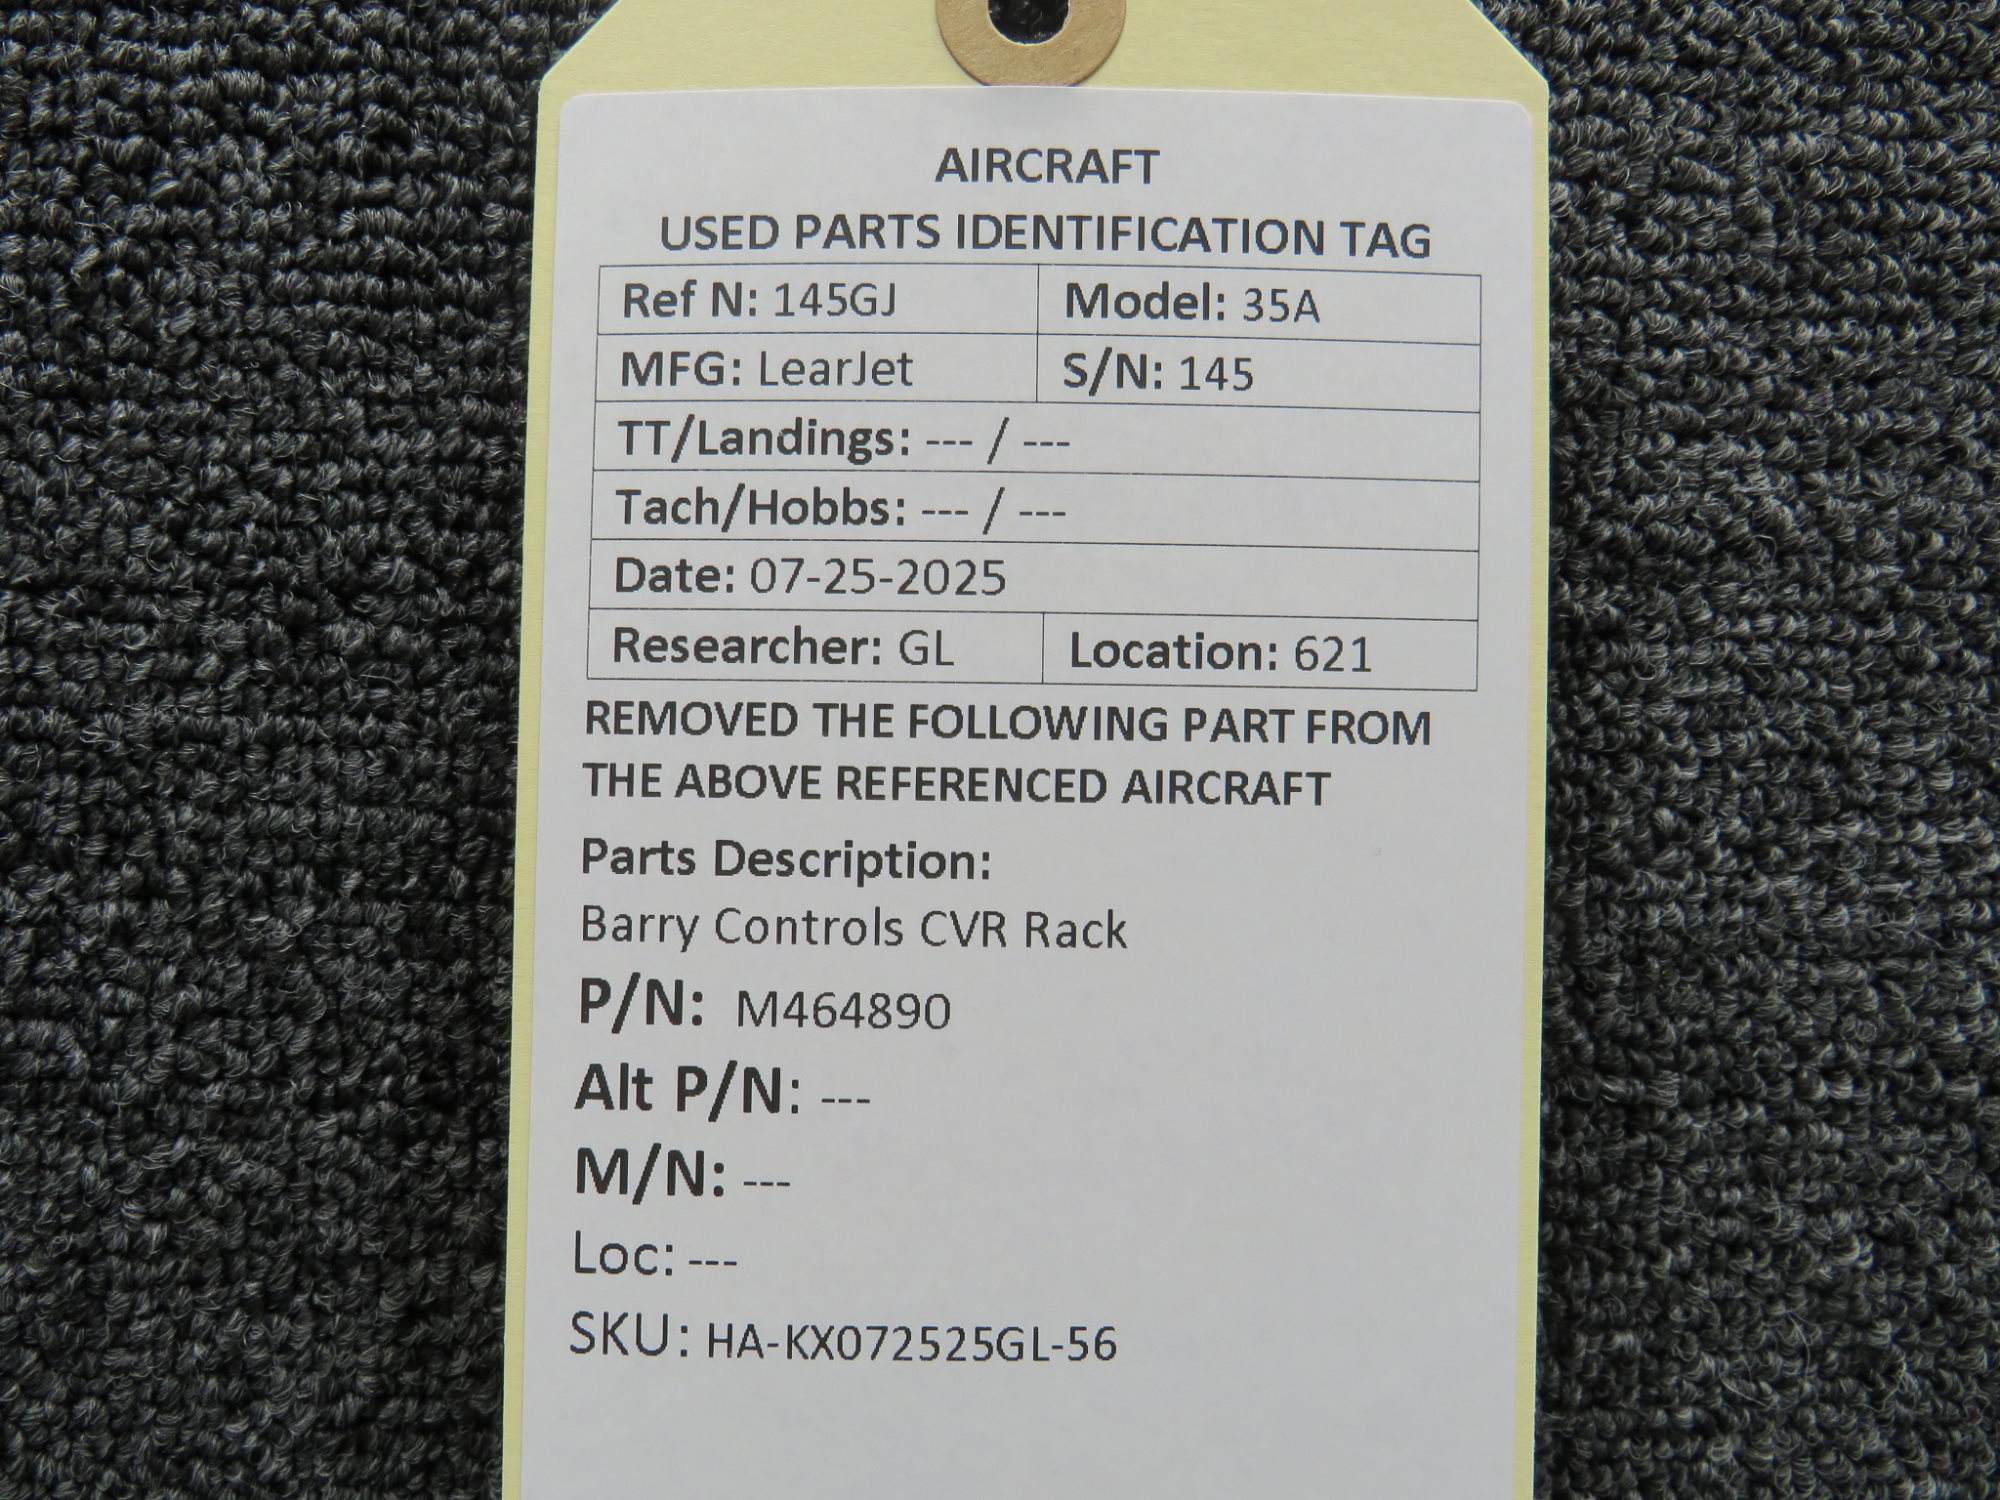 AIRCRAFT
USED PARTS IDENTIFICATION TAG
Ref N: 145GJ Model: 35A
MFG: LearJet S/N: 145
TT/Landings: --- / ---
Tach/Hobbs: --- / ---
Date: 07-25-2025
Researcher: GL Location: 621
REMOVED THE FOLLOWING PART FROM
THE ABOVE REFERENCED AIRCRAFT
Parts Description:
Barry Controls CVR Rack
P/N: M464890
Alt P/N: ---
M/N: ---
Loc: ---
SKU: HA-KX072525GL-56